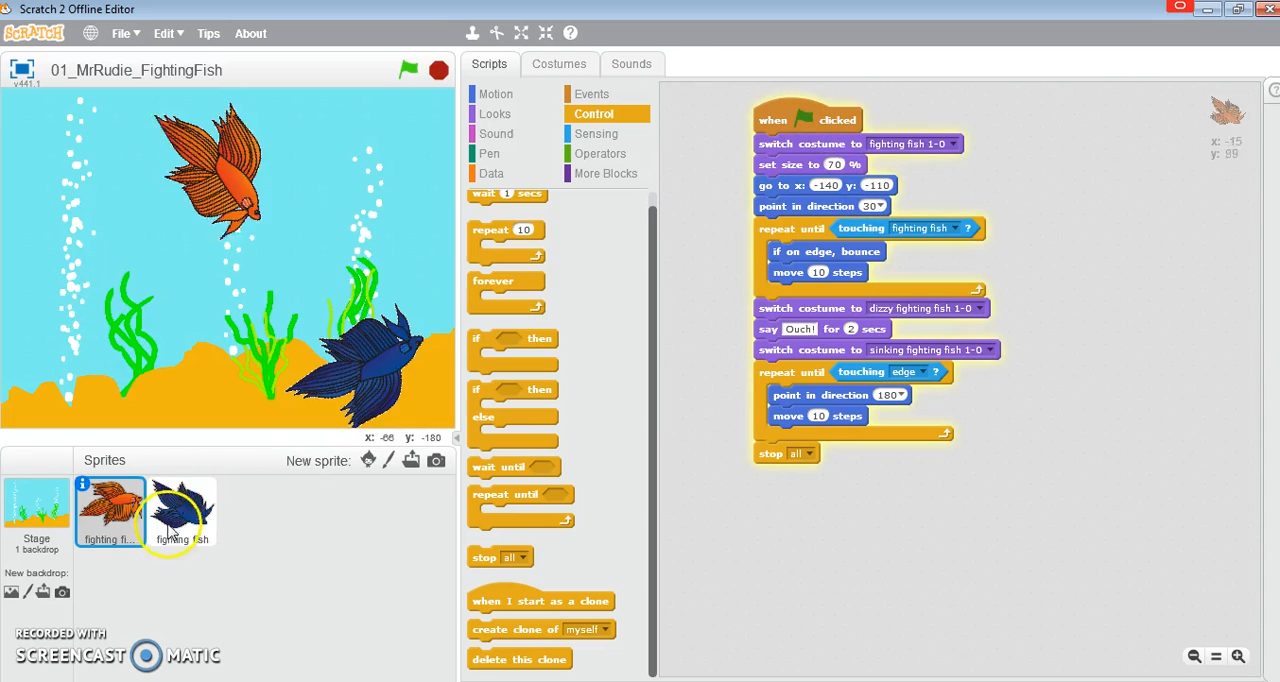 Scratch 2 Offline Editor
SCRATCH File Edit Tips About
v441.1 01_MrRudie_FightingFish
Scripts Costumes Sounds
Motion Events
Looks Control
Sound Sensing
Pen Operators
Data More Blocks
wait 1 secs
repeat 10
forever
if then
if then
else
wait until
repeat until
stop all
when I start as a clone
create clone of myself
delete this clone
when clicked
switch costume to fighting fish 1-0
set size to 70 %
go to x: -140 y: -110
point in direction 30
repeat until touching fighting fish ?
if on edge, bounce
move 10 steps
switch costume to dizzy fighting fish 1-0
say Ouch! for 2 secs
switch costume to sinking fighting fish 1-0
repeat until touching edge ?
point in direction 180
move 10 steps
stop all
x: -15
y: 99
x: -66 y: -180
Sprites New sprite:
Stage
1 backdrop
New backdrop:
fighting fi...
fighting fish
RECORDED WITH
SCREENCAST MATIC